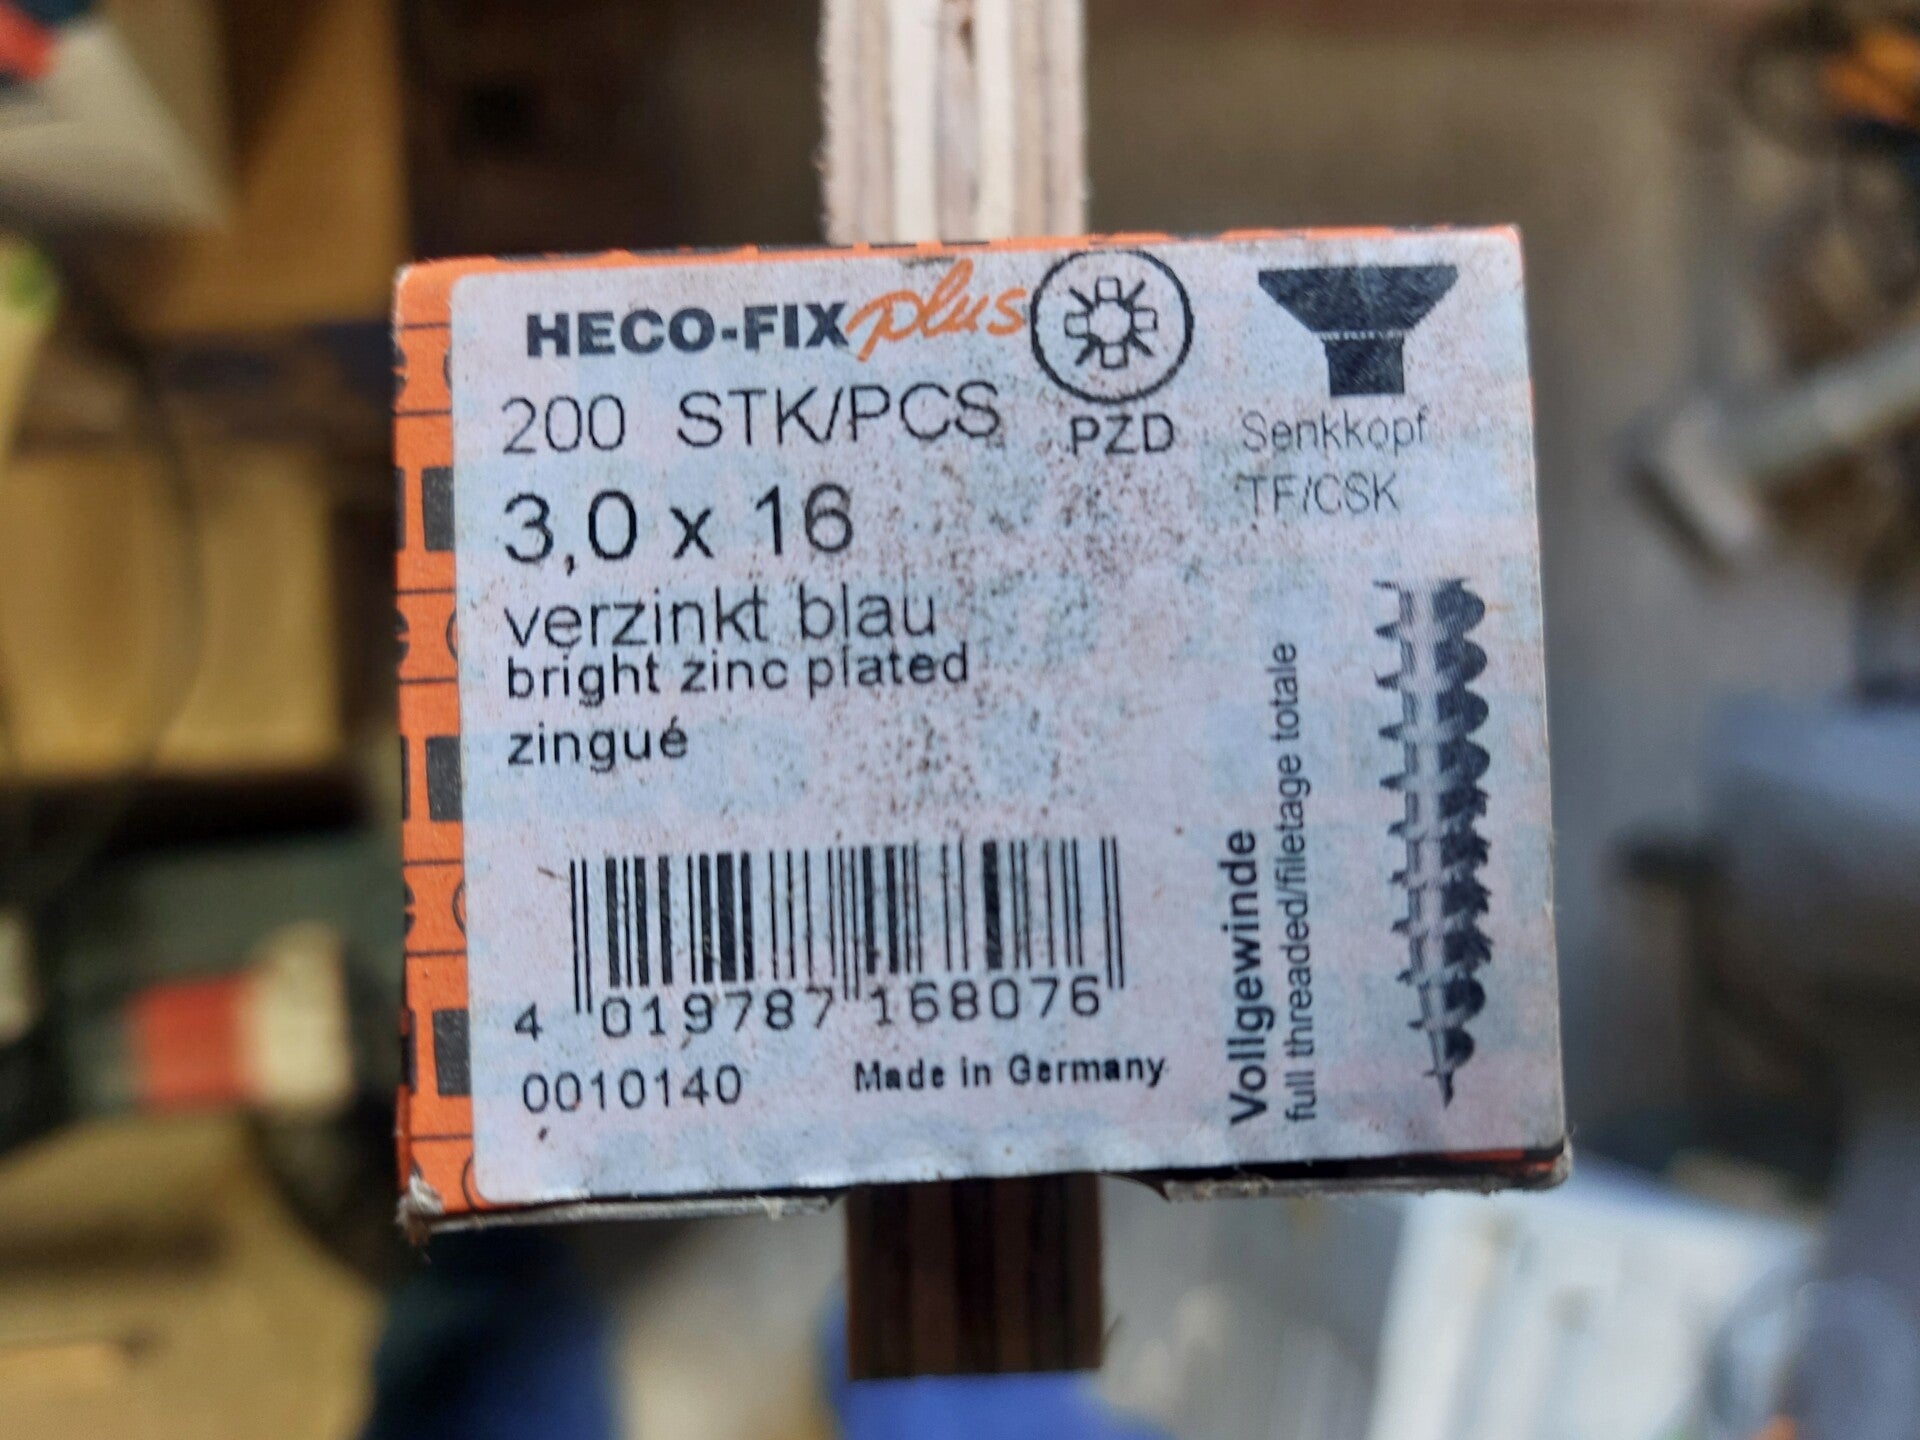 HECO-FIX plus
200 STK/PCS
PZD
Senkkopf
TF/CSK
3,0 x 16
verzinkt blau
bright zinc plated
zingué
4 019787 168076
0010140 Made in Germany
Vollgewinde
full threaded/filetage totale